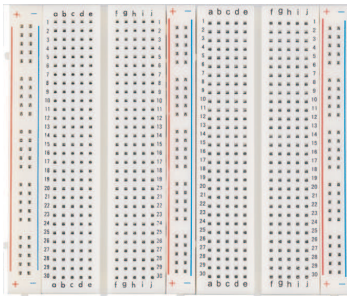 + − a b c d e f g h i j + − a b c d e f g h i j + −
1 1 1 1
2 2 2 2
3 3 3 3
4 4 4 4
5 5 5 5
6 6 6 6
7 7 7 7
8 8 8 8
9 9 9 9
10 10 10 10
11 11 11 11
12 12 12 12
13 13 13 13
14 14 14 14
15 15 15 15
16 16 16 16
17 17 17 17
18 18 18 18
19 19 19 19
20 20 20 20
21 21 21 21
22 22 22 22
23 23 23 23
24 24 24 24
25 25 25 25
26 26 26 26
27 27 27 27
28 28 28 28
29 29 29 29
30 30 30 30
+ − a b c d e f g h i j + − a b c d e f g h i j + −